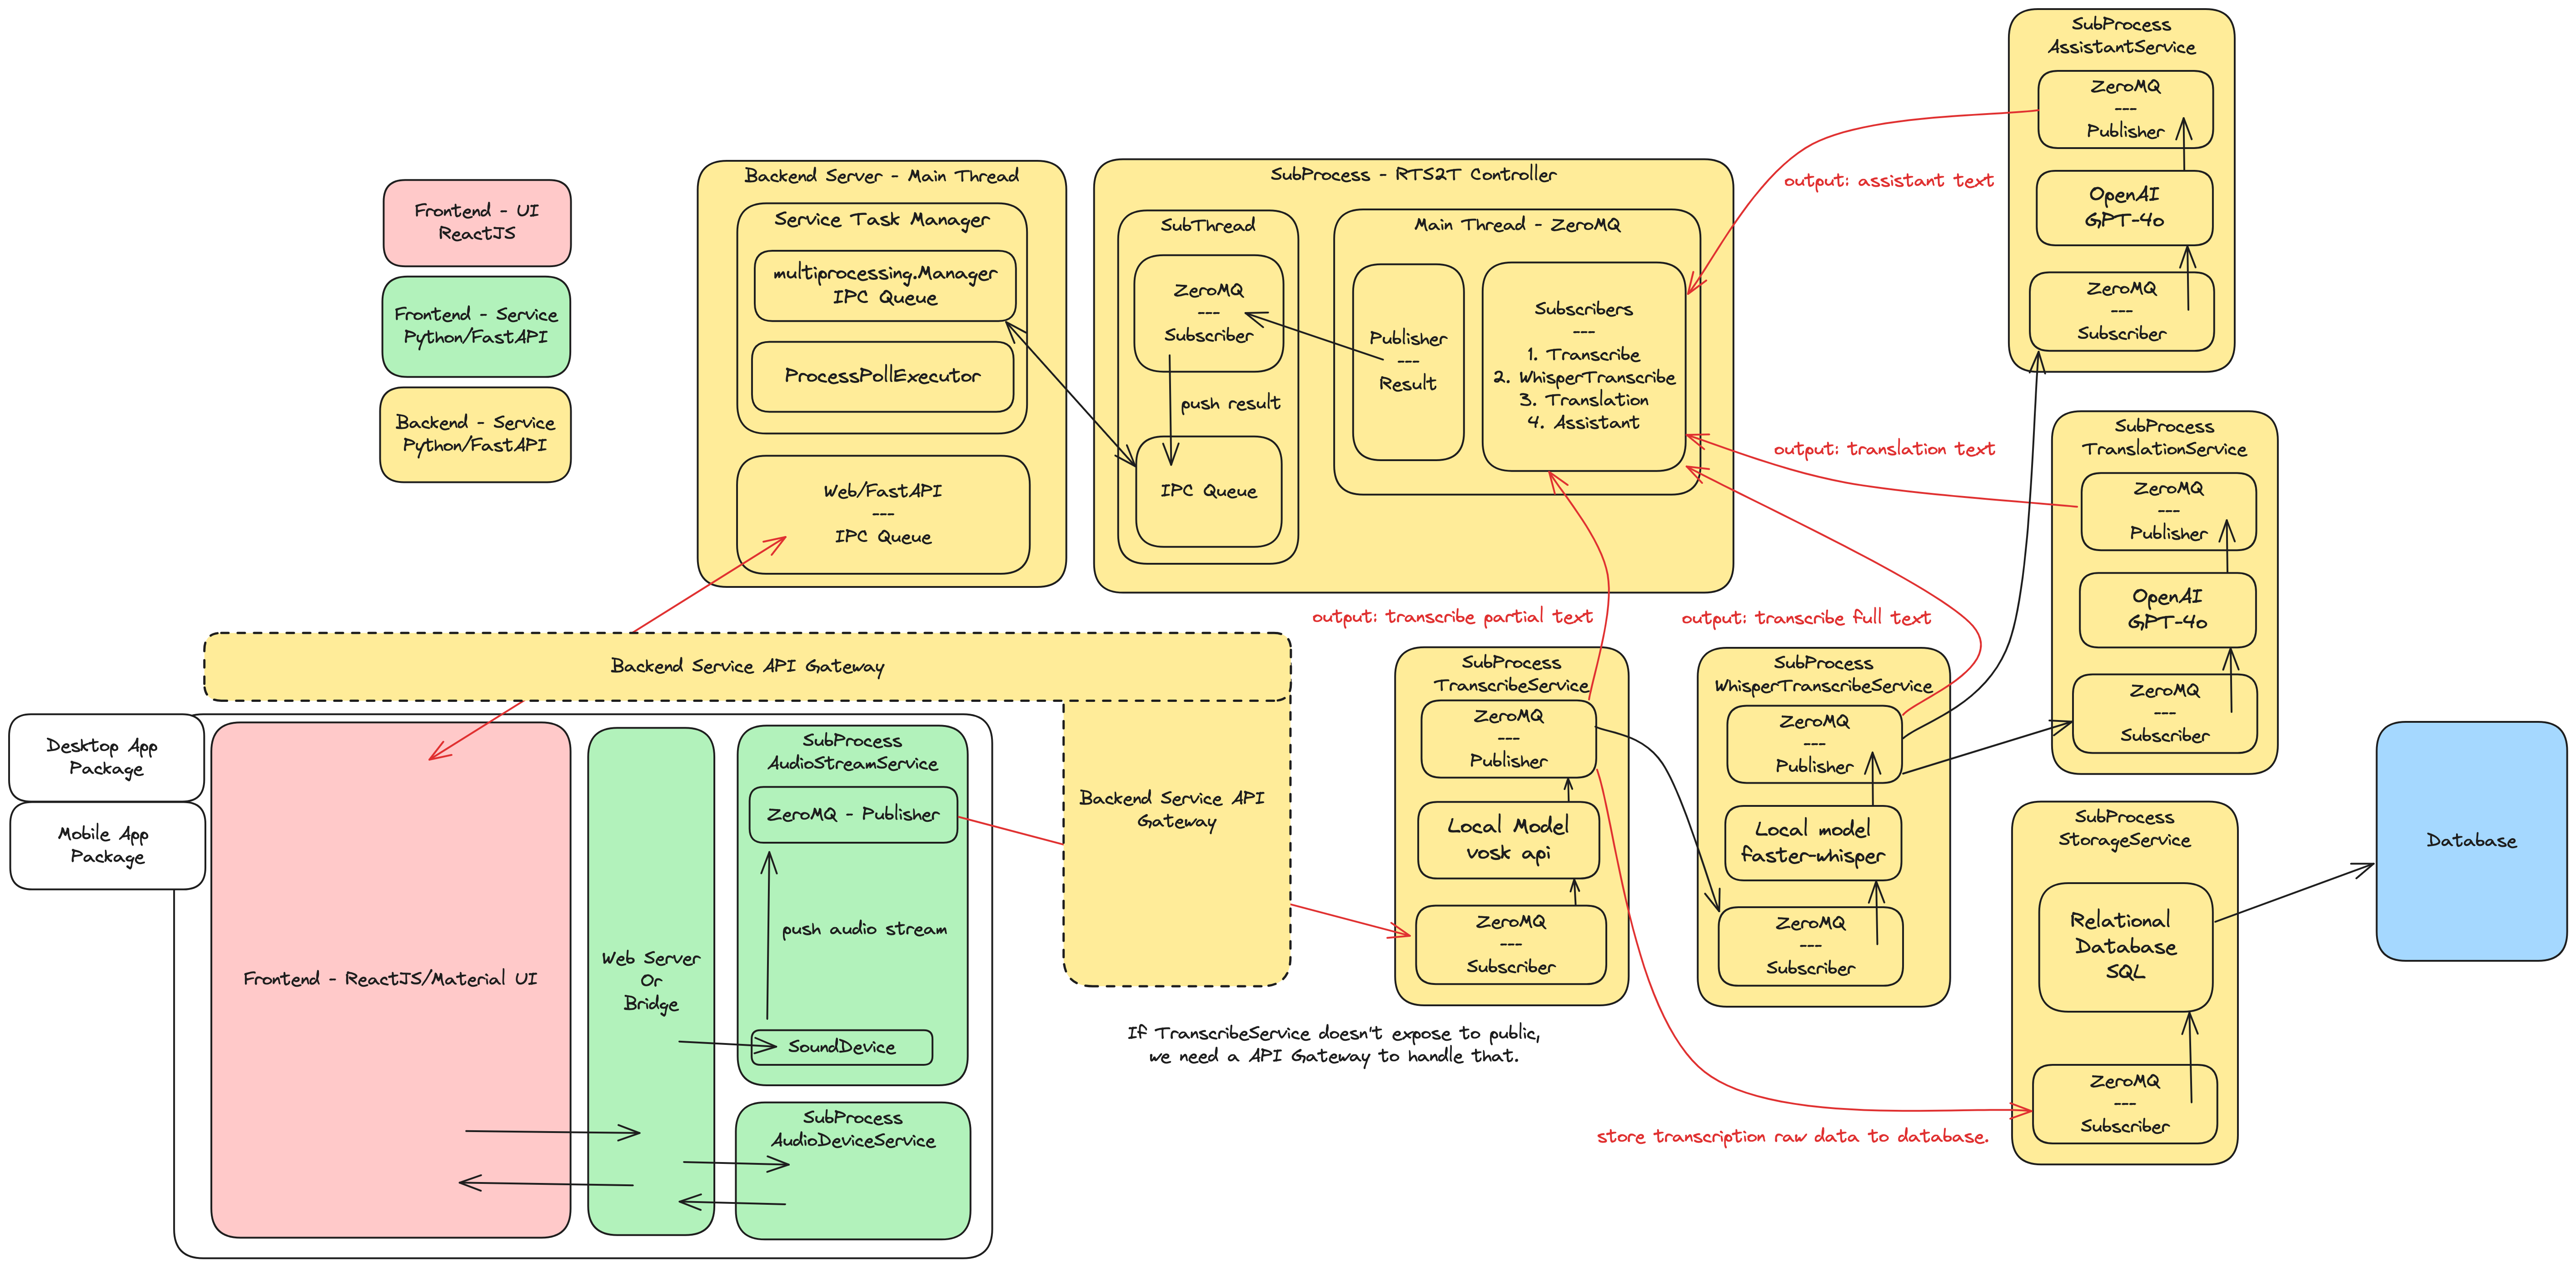 Frontend - UI
ReactJS
Frontend - Service
Python/FastAPI
Backend - Service
Python/FastAPI
Backend Server - Main Thread
Service Task Manager
multiprocessing.Manager
IPC Queue
ProcessPollExecutor
Web/FastAPI
---
IPC Queue
SubProcess - RTS2T Controller
SubThread
ZeroMQ
---
Subscriber
push result
IPC Queue
Main Thread - ZeroMQ
Publisher
---
Result
Subscribers
---
1. Transcribe
2. WhisperTranscribe
3. Translation
4. Assistant
output: assistant text
output: translation text
output: transcribe partial text
output: transcribe full text
SubProcess
AssistantService
ZeroMQ
---
Publisher
OpenAI
GPT-4o
ZeroMQ
---
Subscriber
SubProcess
TranslationService
ZeroMQ
---
Publisher
OpenAI
GPT-4o
ZeroMQ
---
Subscriber
Backend Service API Gateway
Backend Service API
Gateway
Desktop App
Package
Mobile App
Package
Frontend - ReactJS/Material UI
Web Server
Or
Bridge
SubProcess
AudioStreamService
ZeroMQ - Publisher
push audio stream
SoundDevice
SubProcess
AudioDeviceService
SubProcess
TranscribeService
ZeroMQ
---
Publisher
Local Model
vosk api
ZeroMQ
---
Subscriber
If TranscribeService doesn't expose to public,
we need a API Gateway to handle that.
SubProcess
WhisperTranscribeService
ZeroMQ
---
Publisher
Local model
faster-whisper
ZeroMQ
---
Subscriber
SubProcess
StorageService
Relational
Database
SQL
ZeroMQ
---
Subscriber
store transcription raw data to database.
Database